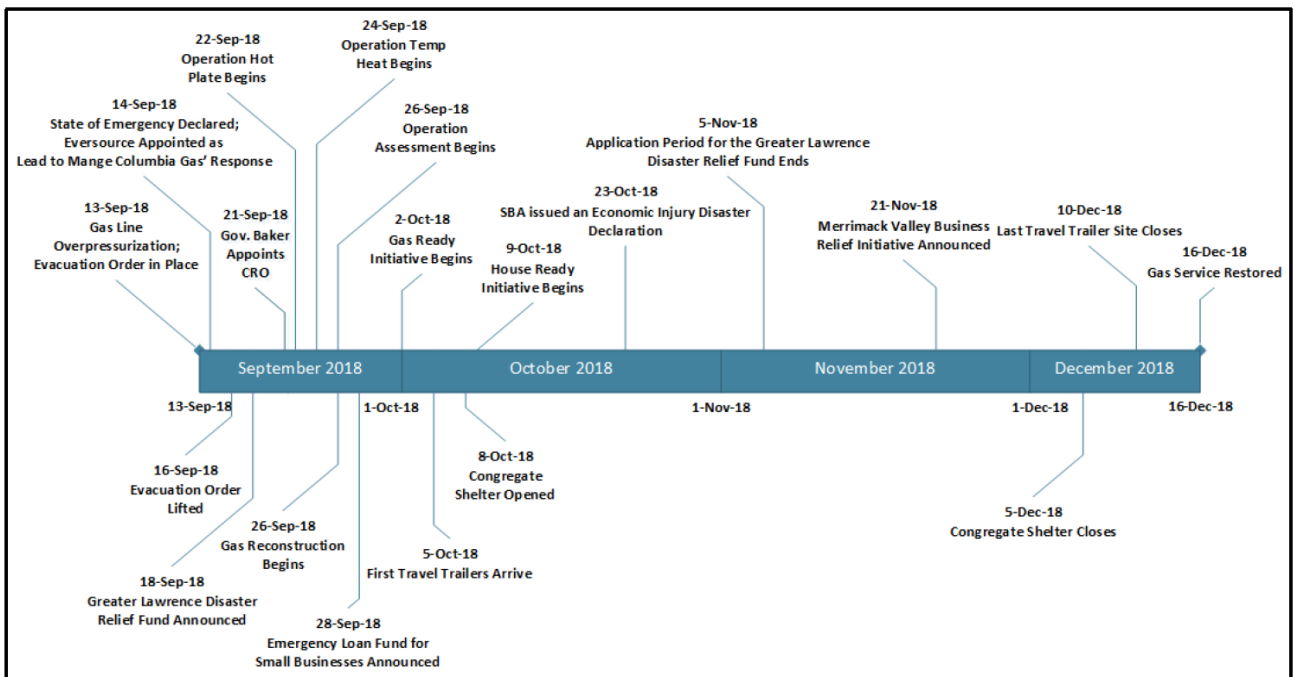 22-Sep-18
Operation Hot
Plate Begins
24-Sep-18
Operation Temp
Heat Begins
14-Sep-18
State of Emergency Declared;
Eversource Appointed as
Lead to Mange Columbia Gas' Response
26-Sep-18
Operation
Assessment Begins
5-Nov-18
Application Period for the Greater Lawrence
Disaster Relief Fund Ends
13-Sep-18
Gas Line
Overpressurization;
Evacuation Order in Place
21-Sep-18
Gov. Baker
Appoints
CRO
2-Oct-18
Gas Ready
Initiative Begins
9-Oct-18
House Ready
Initiative Begins
23-Oct-18
SBA issued an Economic Injury Disaster
Declaration
21-Nov-18
Merrimack Valley Business
Relief Initiative Announced
10-Dec-18
Last Travel Trailer Site Closes
16-Dec-18
Gas Service Restored
September 2018
October 2018
November 2018
December 2018
13-Sep-18
1-Oct-18
1-Nov-18
1-Dec-18
16-Dec-18
16-Sep-18
Evacuation Order
Lifted
18-Sep-18
Greater Lawrence Disaster
Relief Fund Announced
26-Sep-18
Gas Reconstruction
Begins
28-Sep-18
Emergency Loan Fund for
Small Businesses Announced
5-Oct-18
First Travel Trailers Arrive
8-Oct-18
Congregate
Shelter Opened
5-Dec-18
Congregate Shelter Closes